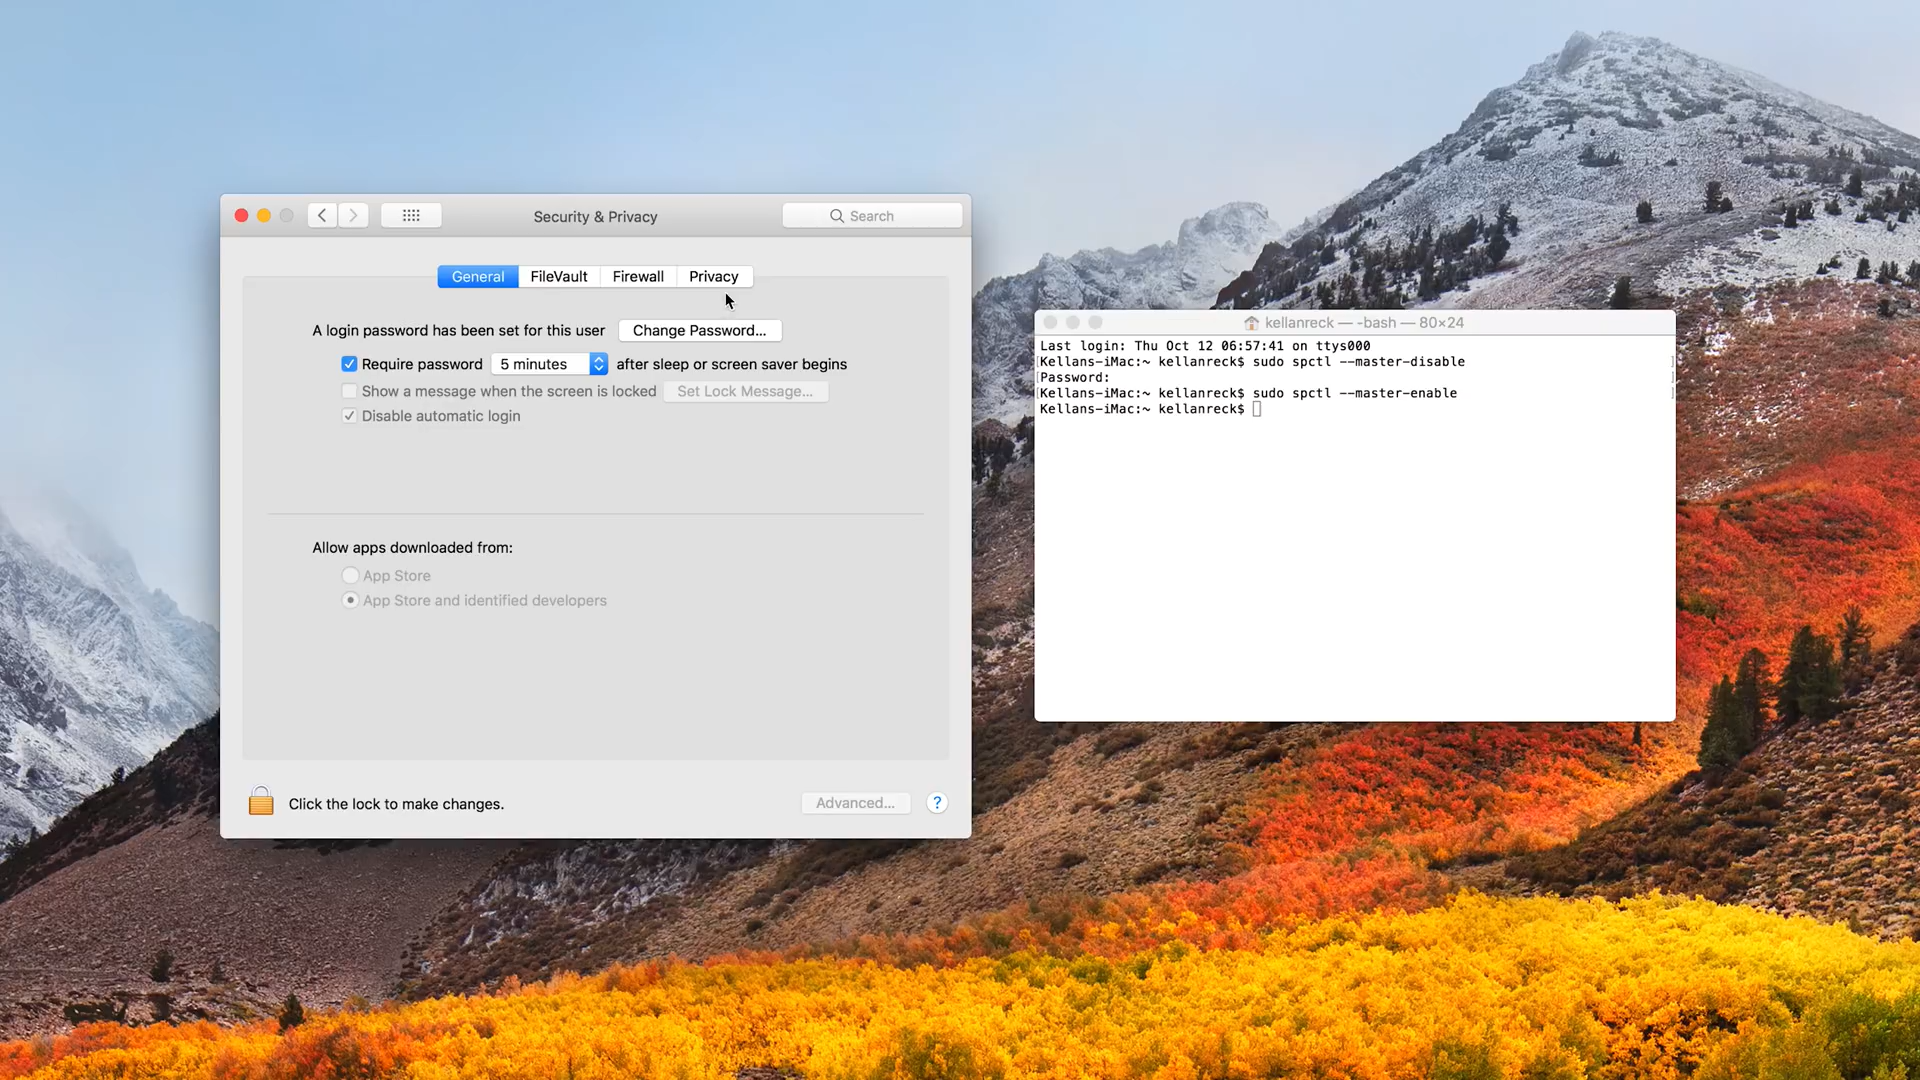 Security & Privacy
Search
General
FileVault
Firewall
Privacy
A login password has been set for this user
Change Password...
Require password
5 minutes
after sleep or screen saver begins
Show a message when the screen is locked
Set Lock Message...
Disable automatic login
Allow apps downloaded from:
App Store
App Store and identified developers
Click the lock to make changes.
Advanced...
?
kellanreck — -bash — 80×24
Last login: Thu Oct 12 06:57:41 on ttys000
[Kellans-iMac:~ kellanreck$ sudo spctl --master-disable ]
[Password:
[Kellans-iMac:~ kellanreck$ sudo spctl --master-enable ]
Kellans-iMac:~ kellanreck$